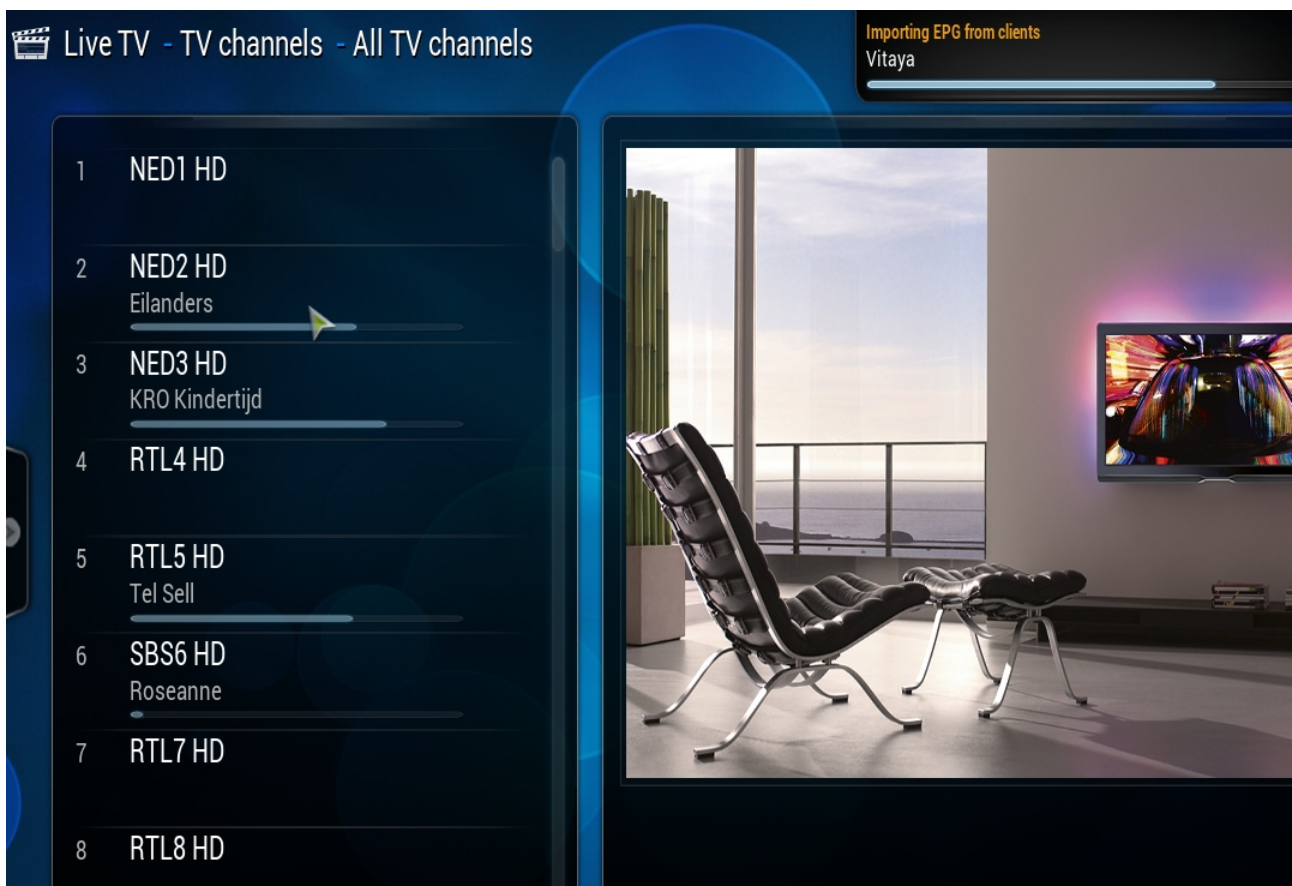 Live TV - TV channels - All TV channels
Importing EPG from clients
Vitaya
1 NED1 HD
2 NED2 HD
Eilanders
3 NED3 HD
KRO Kindertijd
4 RTL4 HD
5 RTL5 HD
Tel Sell
6 SBS6 HD
Roseanne
7 RTL7 HD
8 RTL8 HD